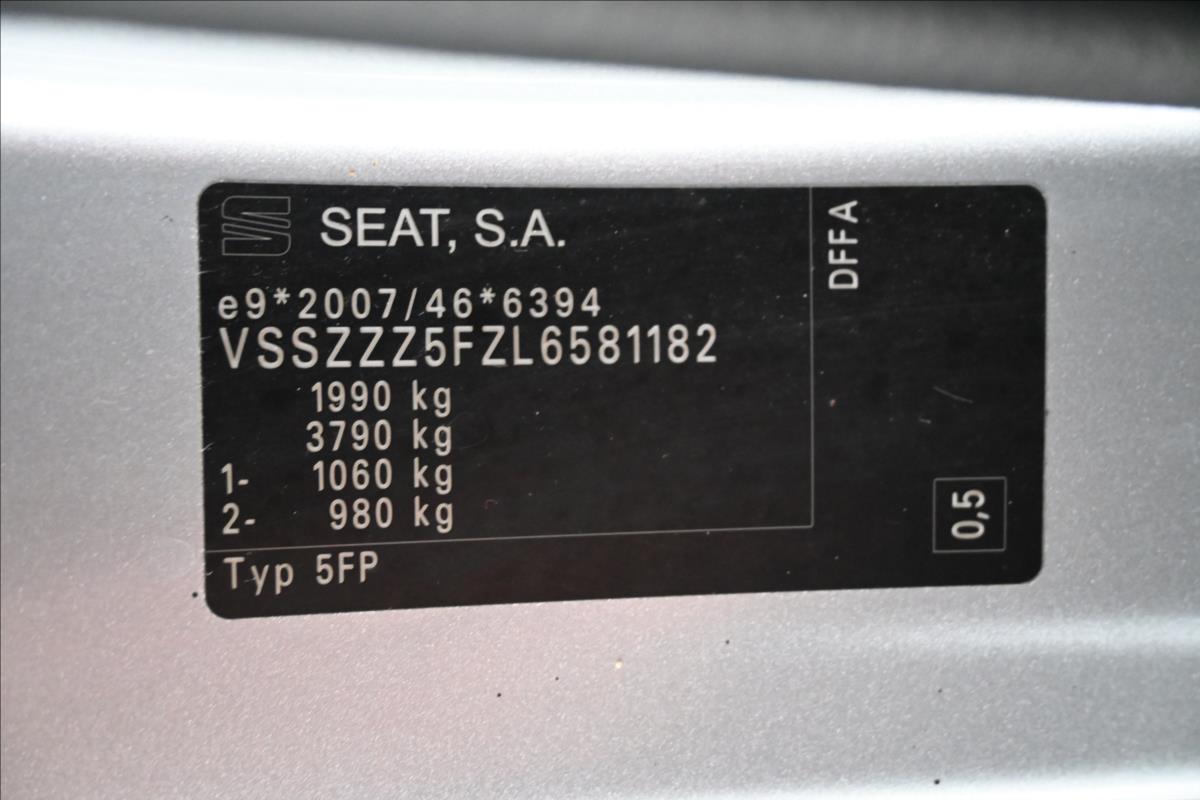 SEAT, S.A.
e9*2007/46*6394
VSSZZZ5FZL6581182
1990 kg
3790 kg
1- 1060 kg
2- 980 kg
Typ 5FP
DFFA
0,5